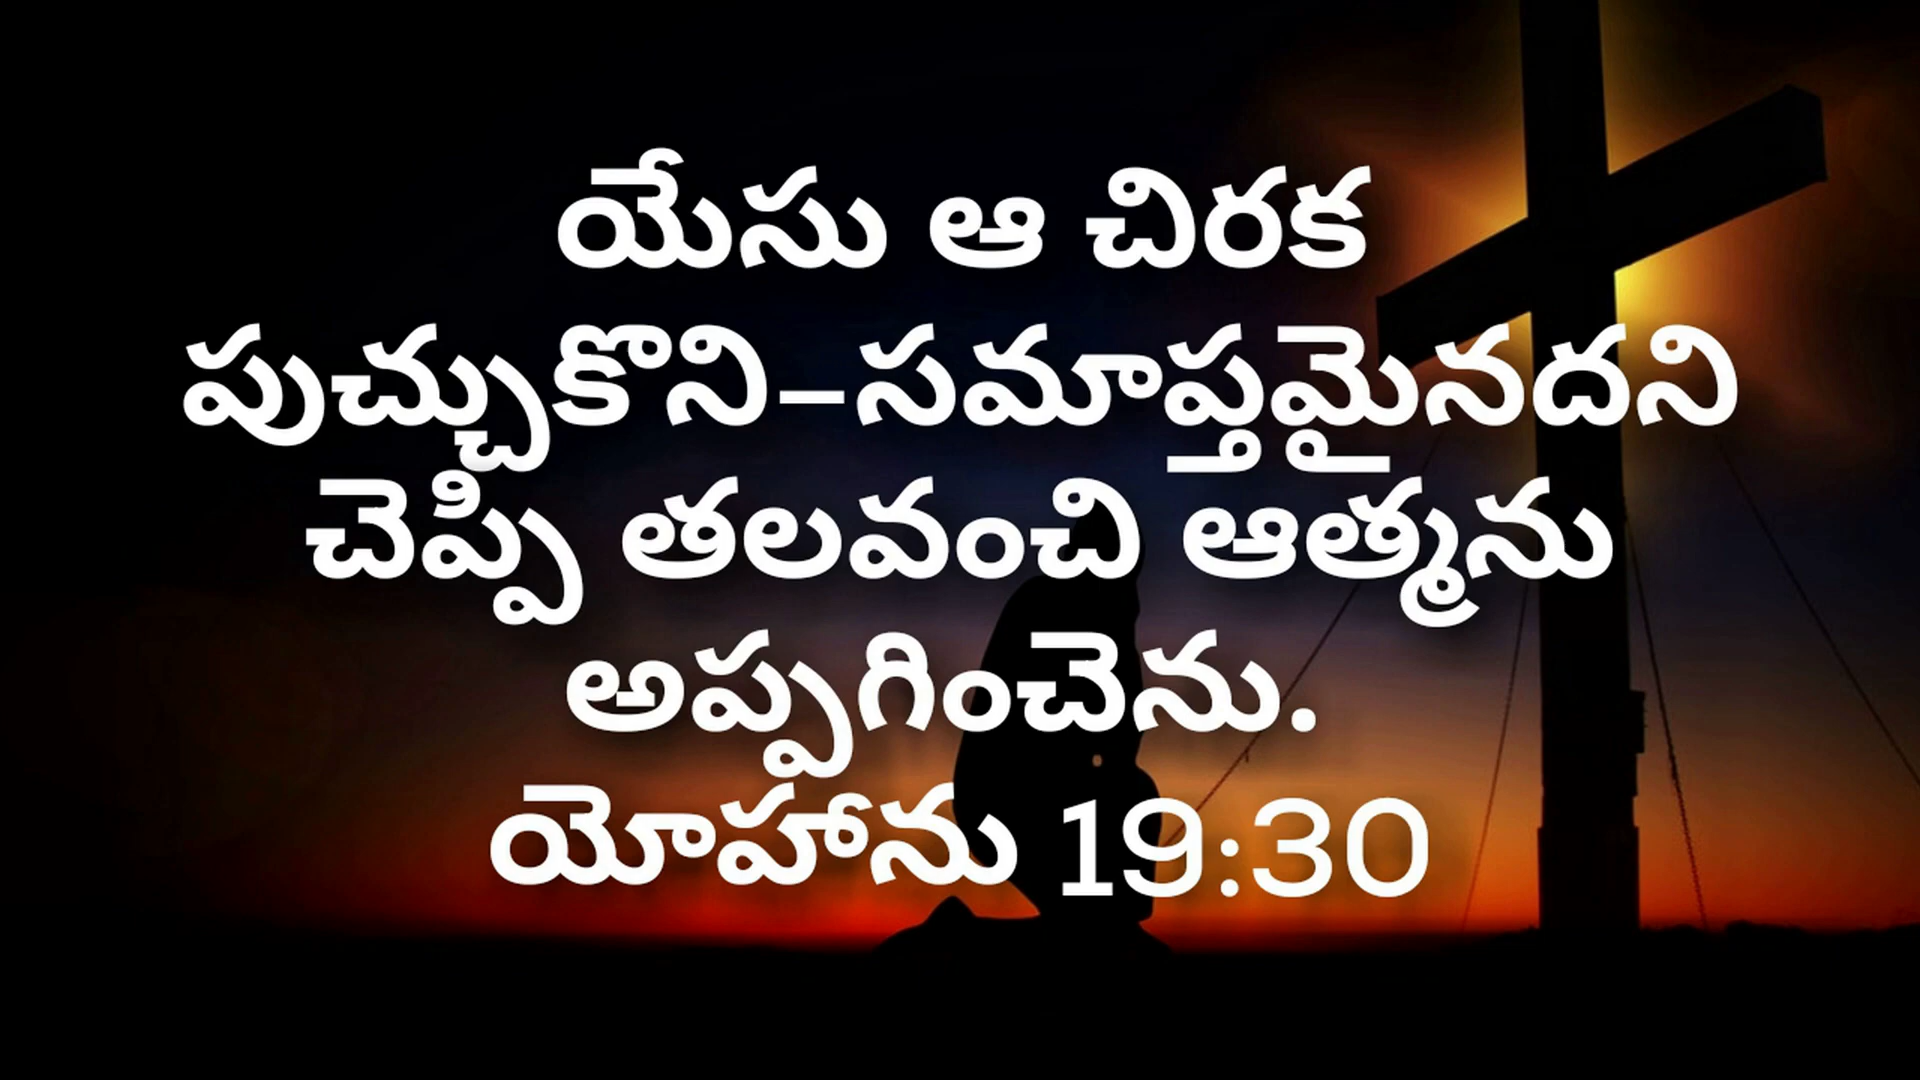 యేసు ఆ చిరక
పుచ్చుకొని–సమాప్తమైనదని
చెప్పి తలవంచి ఆత్మను
అప్పగించెను.
యోహాను 19:30